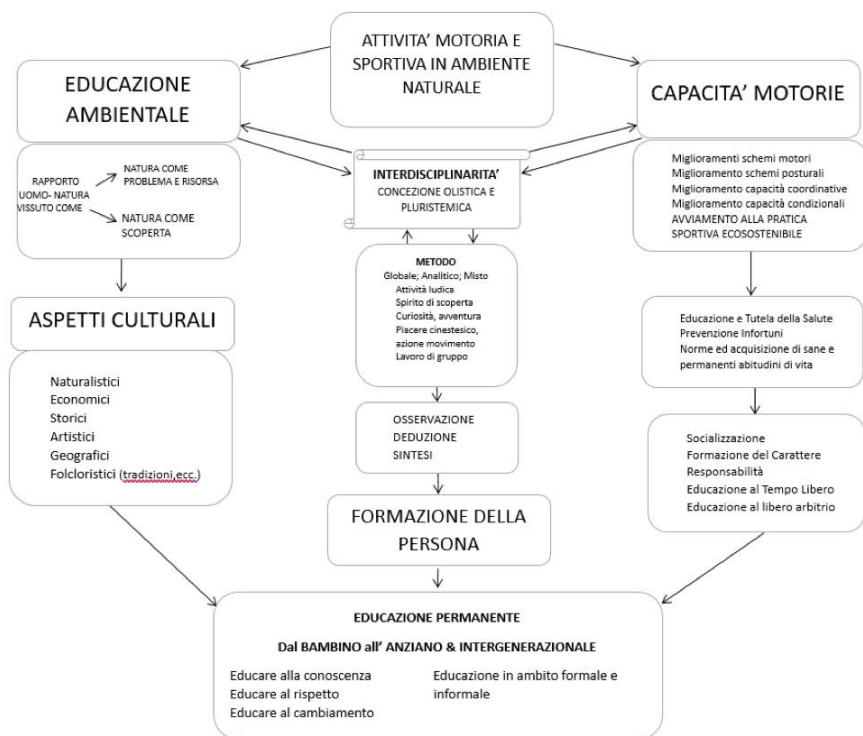 ATTIVITA’ MOTORIA E
SPORTIVA IN AMBIENTE
NATURALE
EDUCAZIONE
AMBIENTALE
CAPACITA’ MOTORIE
RAPPORTO
UOMO- NATURA
VISSUTO COME
NATURA COME
PROBLEMA E RISORSA
NATURA COME
SCOPERTA
INTERDISCIPLINARITA’
CONCEZIONE OLISTICA E
PLURISTEMICA
Miglioramenti schemi motori
Miglioramento schemi posturali
Miglioramento capacità coordinative
Miglioramento capacità condizionali
AVVIAMENTO ALLA PRATICA
SPORTIVA ECOSOSTENIBILE
METODO
Globale; Analitico; Misto
Attività ludica
Spirito di scoperta
Curiosità, avventura
Piacere cinestesico,
azione movimento
Lavoro di gruppo
ASPETTI CULTURALI
Educazione e Tutela della Salute
Prevenzione Infortuni
Norme ed acquisizione di sane e
permanenti abitudini di vita
Naturalistici
Economici
Storici
Artistici
Geografici
Folcloristici (tradizioni,ecc.)
OSSERVAZIONE
DEDUZIONE
SINTESI
Socializzazione
Formazione del Carattere
Responsabilità
Educazione al Tempo Libero
Educazione al libero arbitrio
FORMAZIONE DELLA
PERSONA
EDUCAZIONE PERMANENTE
Dal BAMBINO all’ ANZIANO & INTERGENERAZIONALE
Educare alla conoscenza
Educare al rispetto
Educare al cambiamento
Educazione in ambito formale e
informale